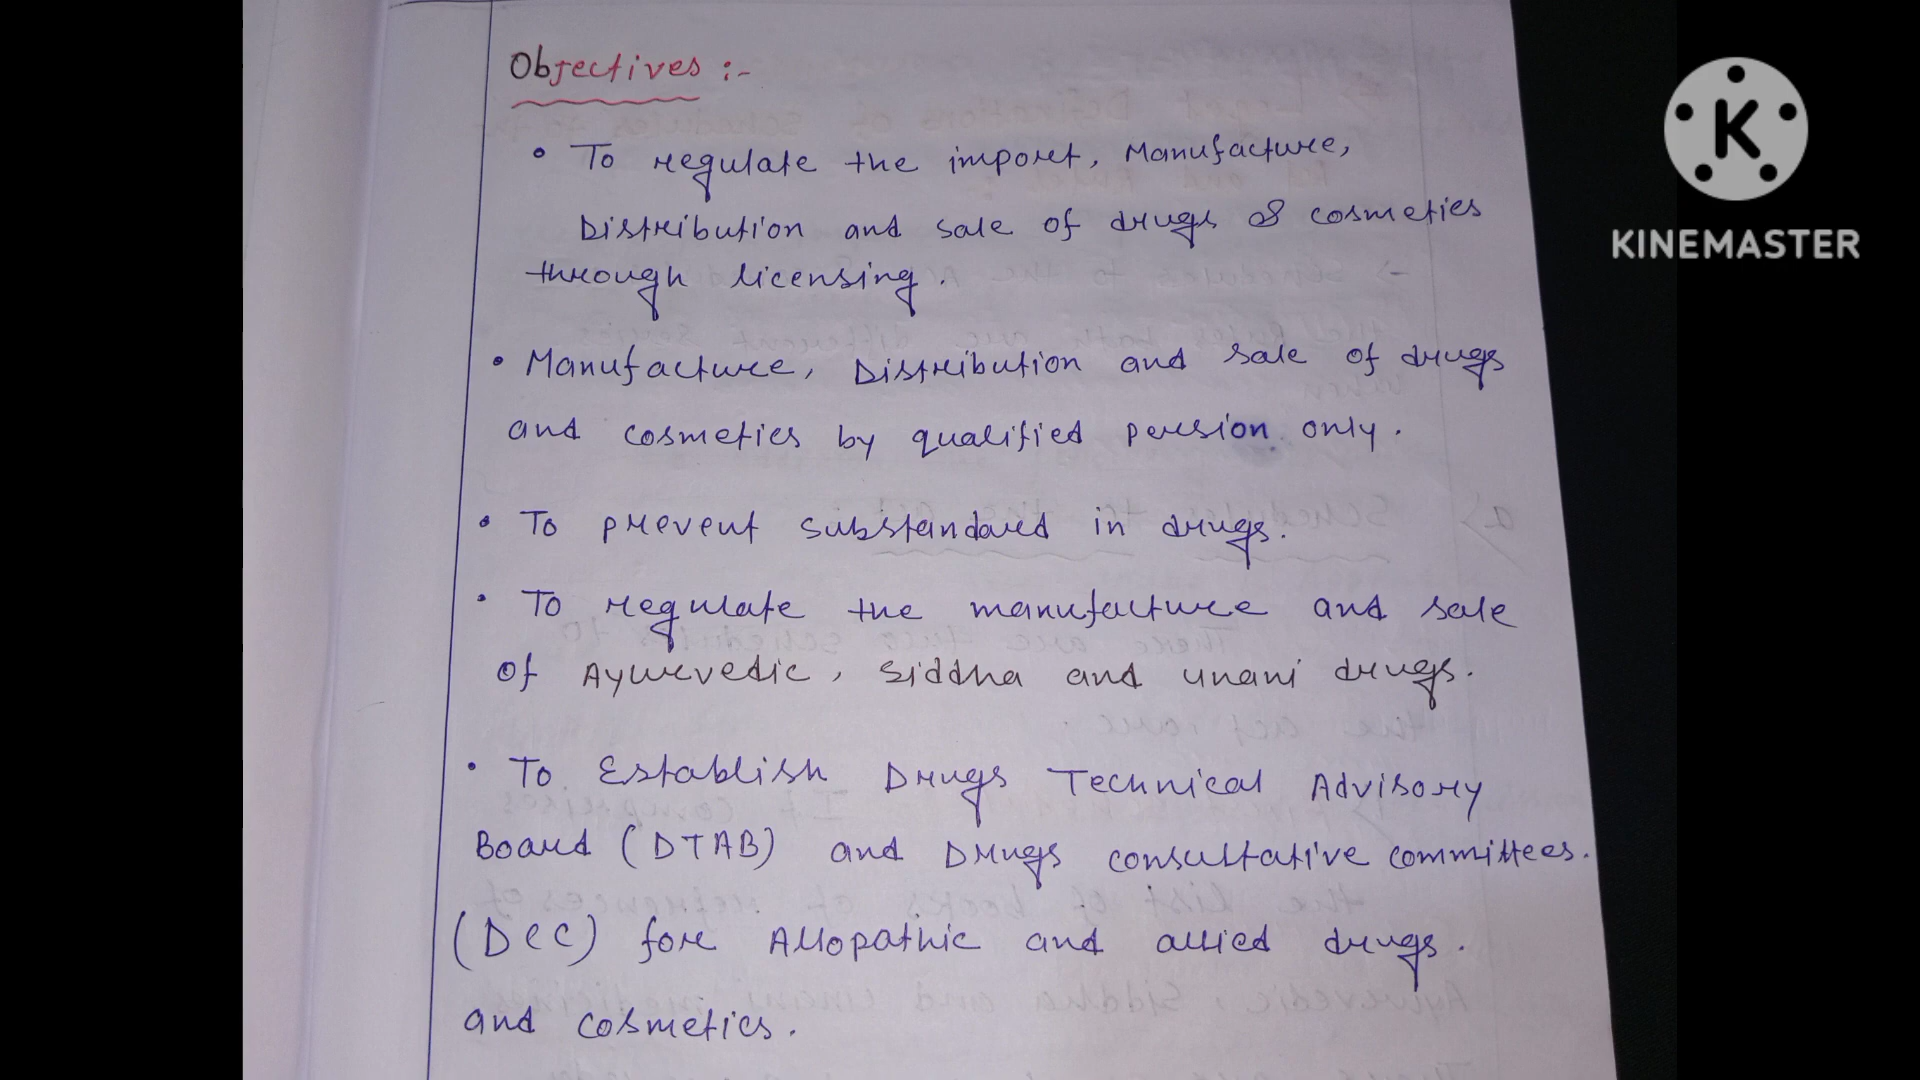 Objectives :-
• To regulate the import, Manufacture,
Distribution and sale of drugs & cosmetics
through licensing.
• Manufacture, Distribution and sale of drugs
and cosmetics by qualified persion only.
• To prevent substandard in drugs.
• To regulate the manufacture and sale
of Ayurvedic, Siddha and unani drugs.
• To Establish Drugs Technical Advisory
Board (DTAB) and Drugs consultative committees.
(DCC) for Allopathic and allied drugs.
and cosmetics.
K
KINEMASTER